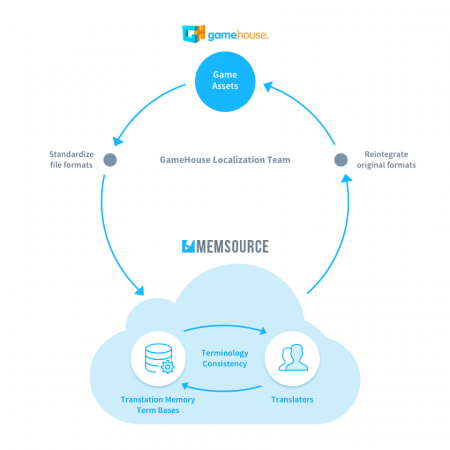 gamehouse.
Game
Assets
Standardize
file formats
GameHouse Localization Team
Reintegrate
original formats
MEMSOURCE
Terminology
Consistency
Translation Memory
Term Bases
Translators